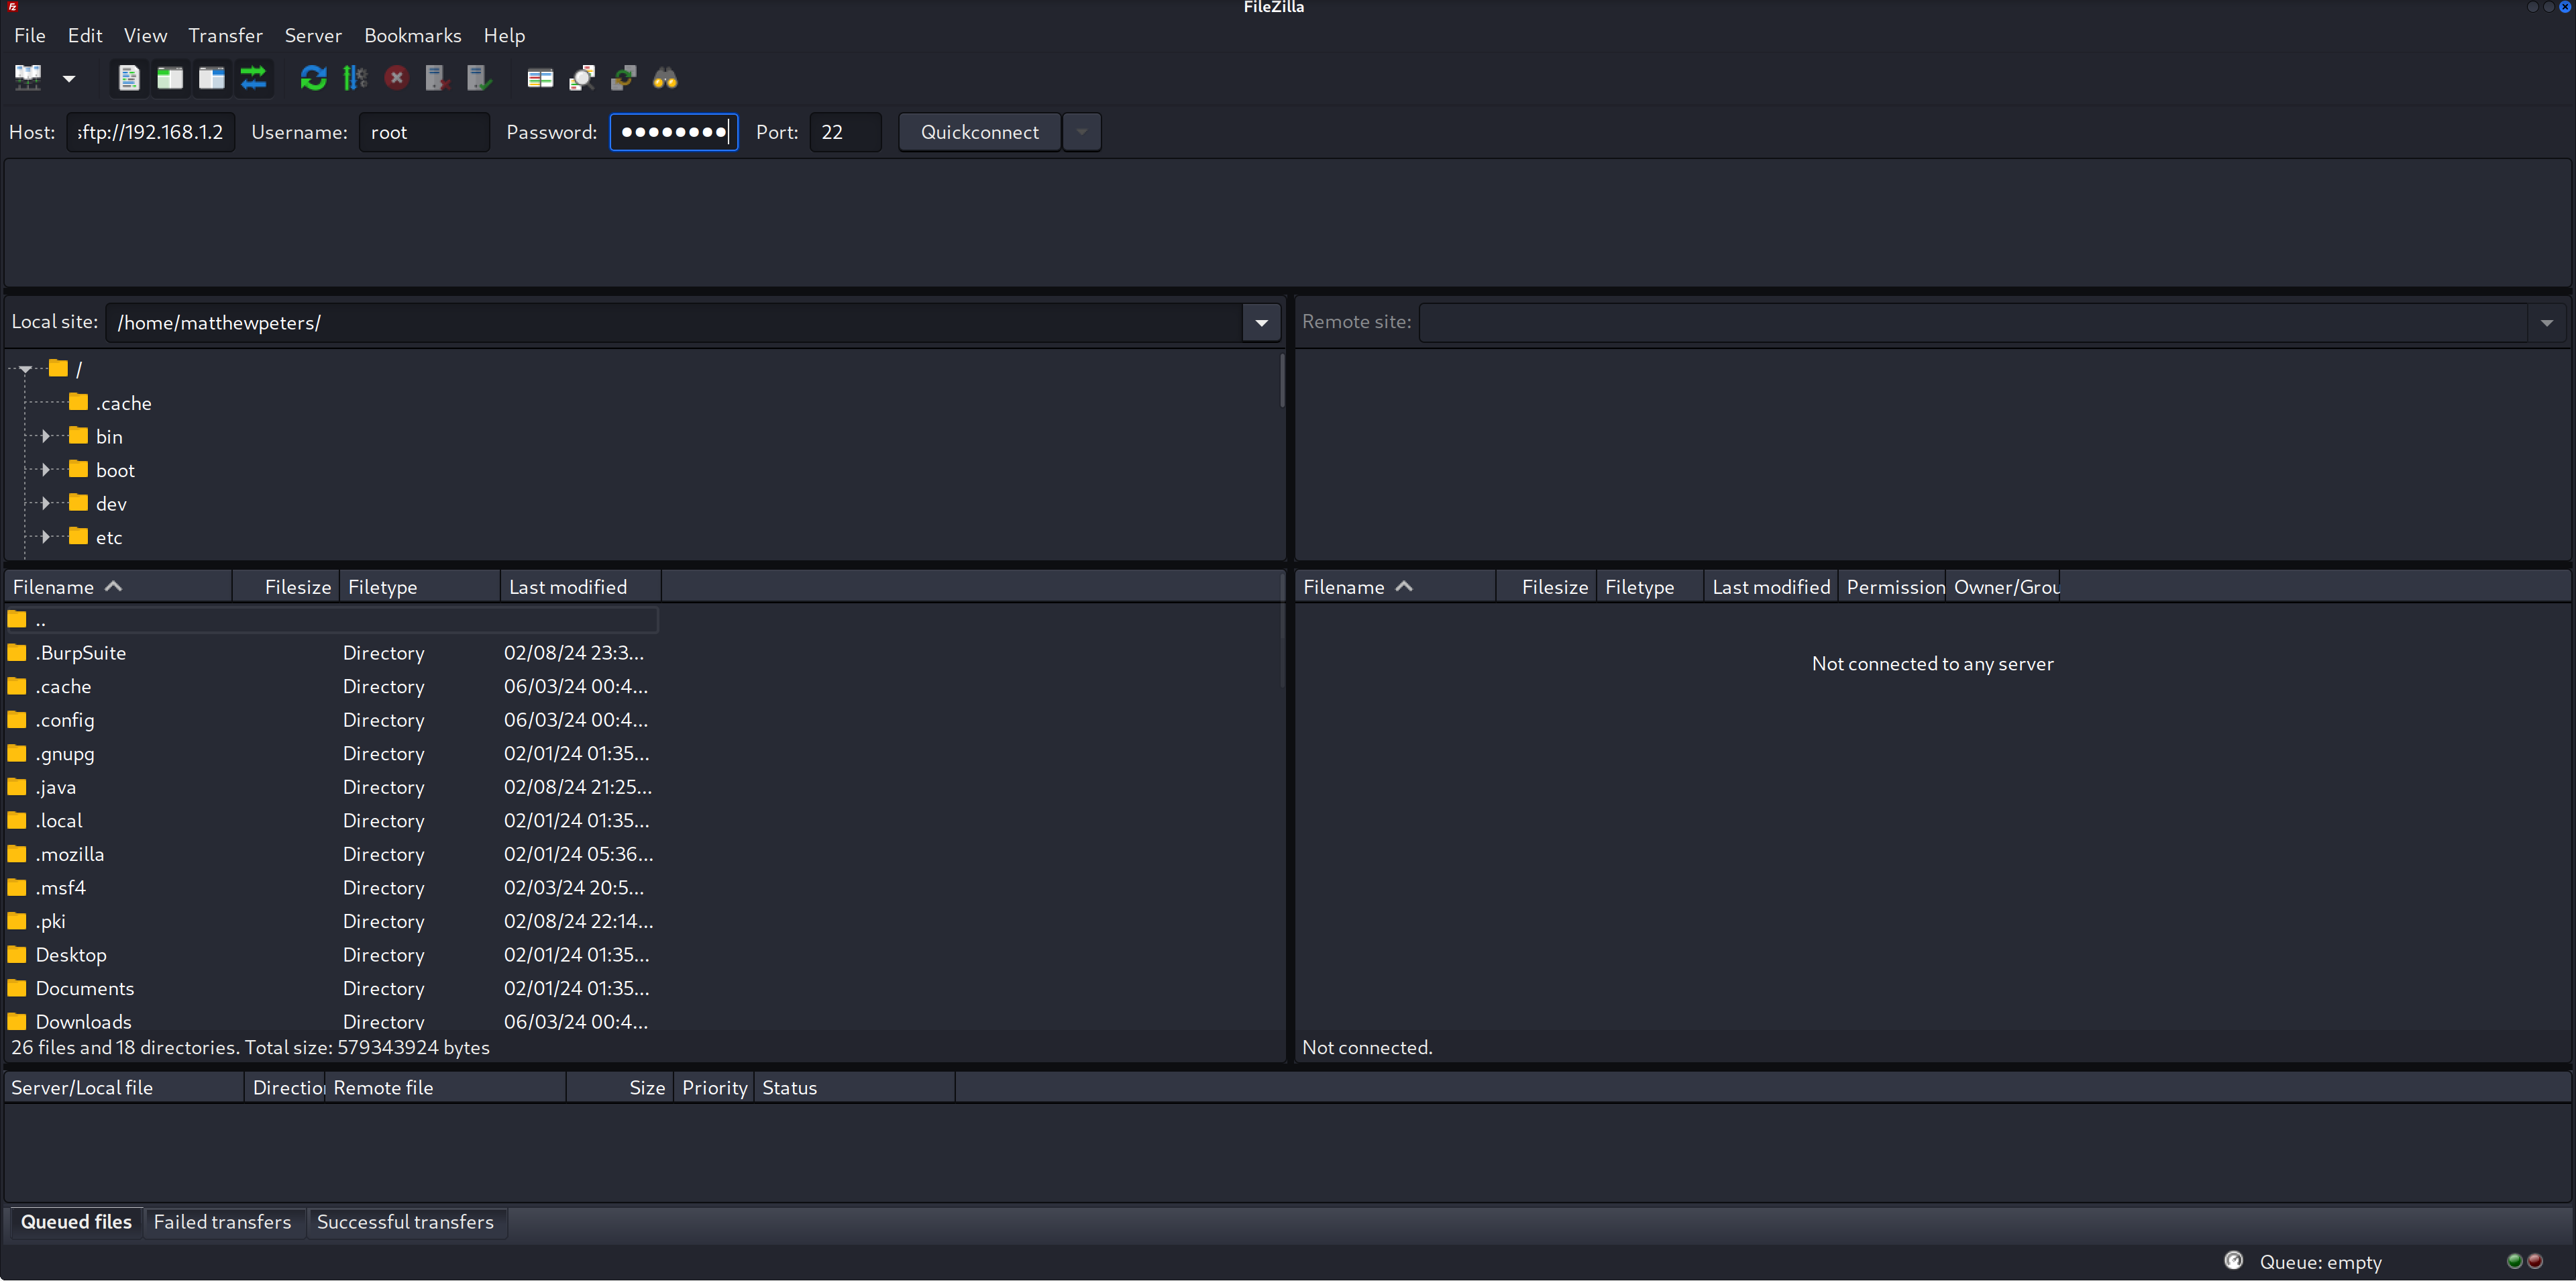 FileZilla
File Edit View Transfer Server Bookmarks Help
Host: sftp://192.168.1.2 Username: root Password: ●●●●●●●● Port: 22 Quickconnect
Local site: /home/matthewpeters/
Remote site:
/
.cache
bin
boot
dev
etc
Filename Filesize Filetype Last modified
..
.BurpSuite Directory 02/08/24 23:3...
.cache Directory 06/03/24 00:4...
.config Directory 06/03/24 00:4...
.gnupg Directory 02/01/24 01:35...
.java Directory 02/08/24 21:25...
.local Directory 02/01/24 01:35...
.mozilla Directory 02/01/24 05:36...
.msf4 Directory 02/03/24 20:5...
.pki Directory 02/08/24 22:14...
Desktop Directory 02/01/24 01:35...
Documents Directory 02/01/24 01:35...
Downloads Directory 06/03/24 00:4...
26 files and 18 directories. Total size: 579343924 bytes
Filename Filesize Filetype Last modified Permission Owner/Grou
Not connected to any server
Not connected.
Server/Local file Direction Remote file Size Priority Status
Queued files Failed transfers Successful transfers
Queue: empty